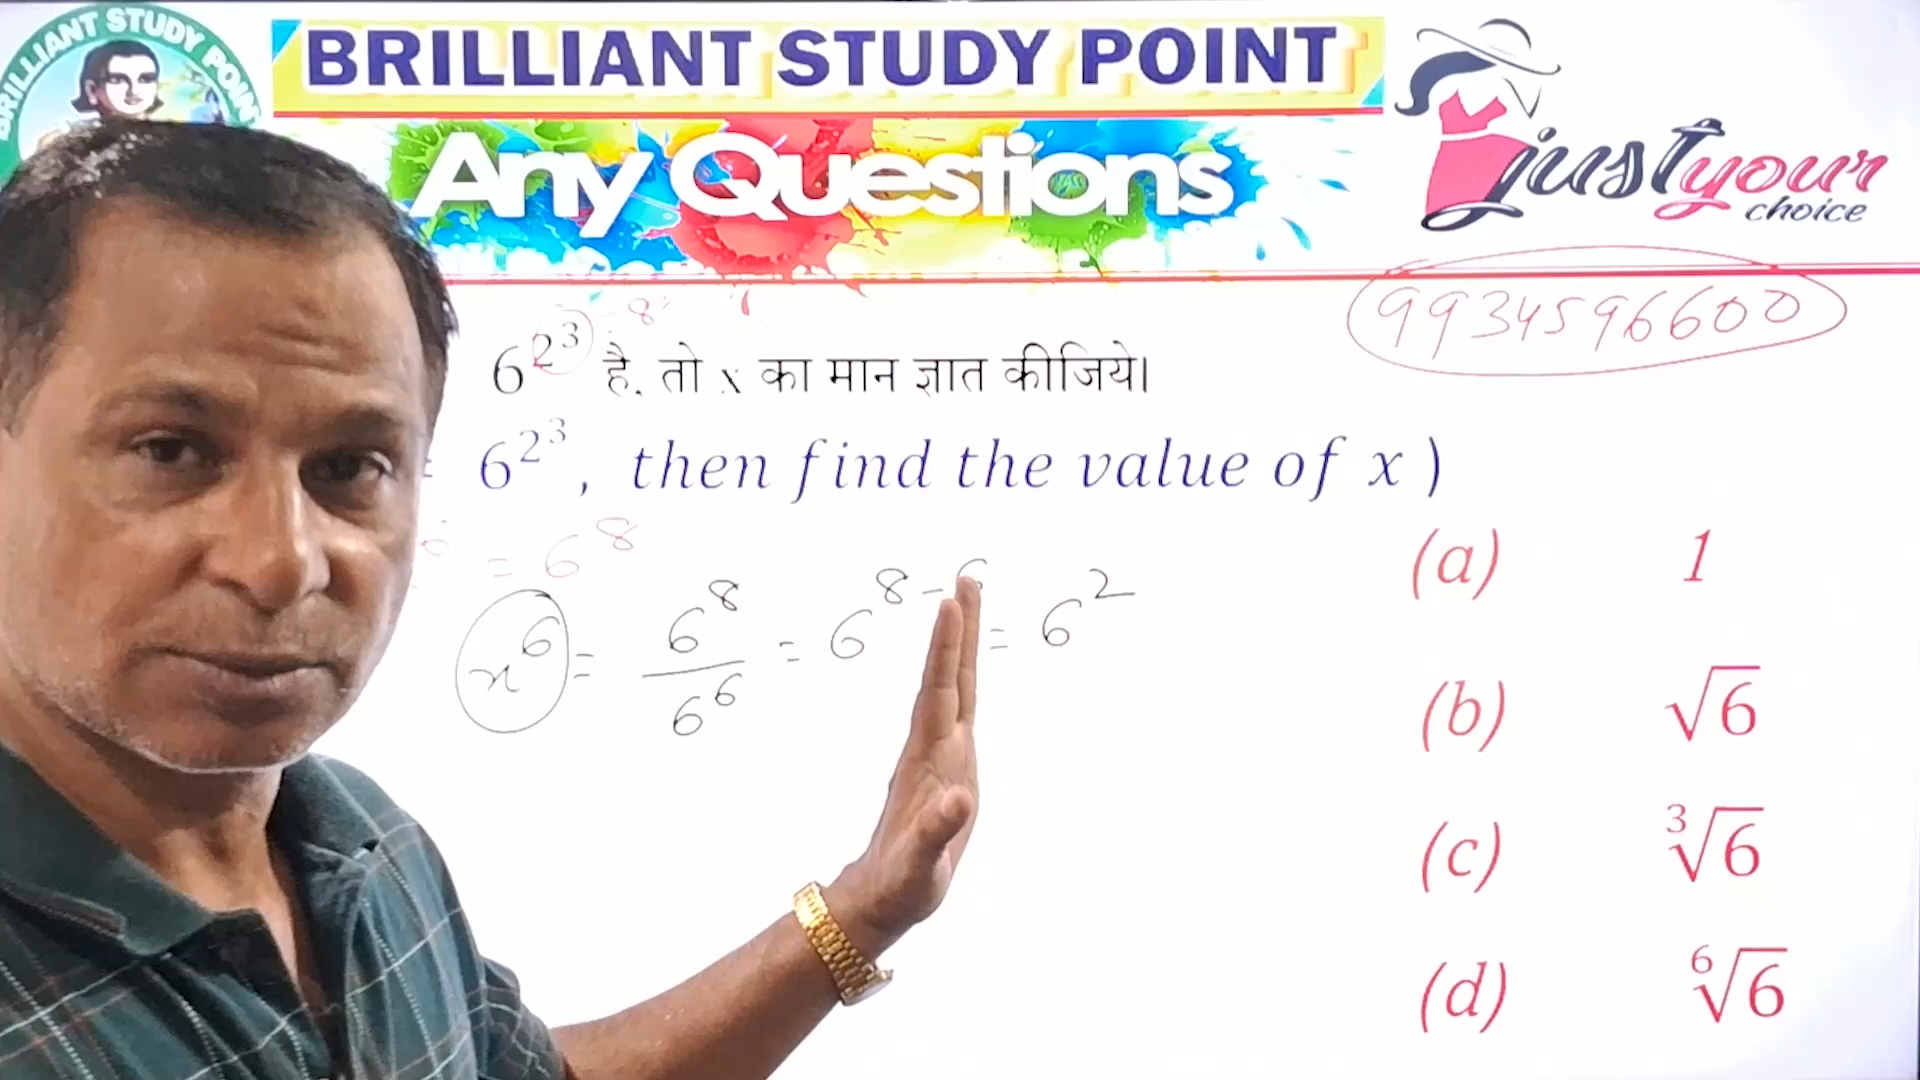 BRILLIANT STUDY POINT
BRILLIANT STUDY POINT
Any Questions
just your
choice
9934596600
6^{2^3} है. तो x का मान ज्ञात कीजिये।
= 6^{2^3}, then find the value of x )
= 6^8
x^6 = 6^8 / 6^6 = 6^{8-6} = 6^2
(a) 1
(b) √6
(c) ∛6
(d) ⁶√6